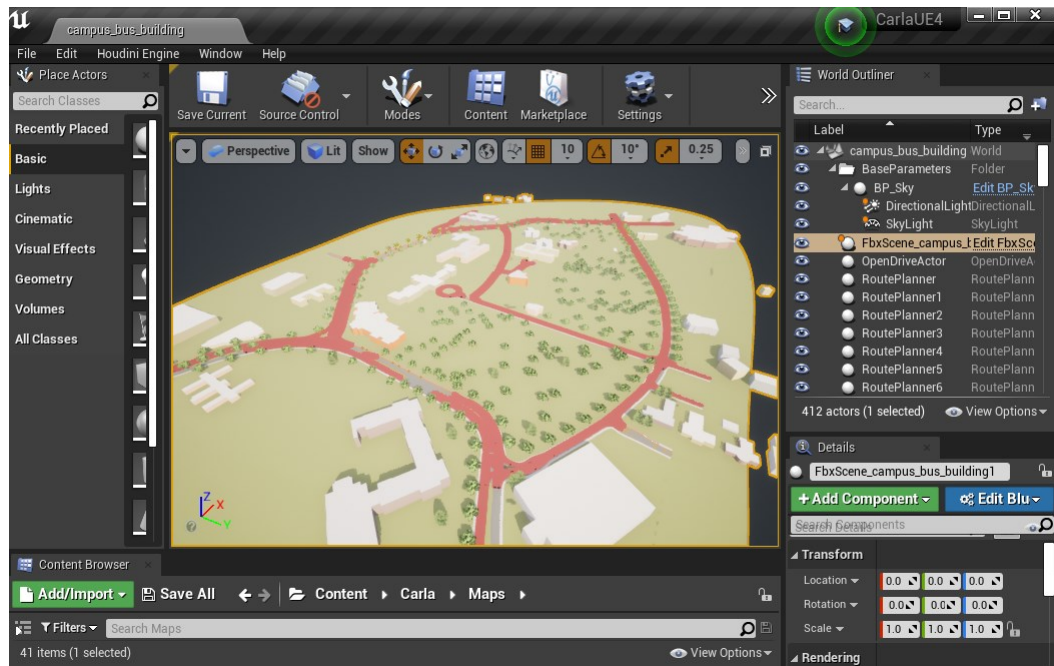 campus_bus_building
CarlaUE4
File Edit Houdini Engine Window Help
Place Actors
Search Classes
Recently Placed
Basic
Lights
Cinematic
Visual Effects
Geometry
Volumes
All Classes
Save Current Source Control Modes Content Marketplace Settings
Perspective Lit Show 10 10° 0.25
Z X Y
World Outliner
Search...
Label Type
campus_bus_building World
BaseParameters Folder
BP_Sky Edit BP_Sk
DirectionalLight DirectionalL
SkyLight SkyLight
FbxScene_campus_b Edit FbxSce
OpenDriveActor OpenDriveA
RoutePlanner RoutePlann
RoutePlanner1 RoutePlann
RoutePlanner2 RoutePlann
RoutePlanner3 RoutePlann
RoutePlanner4 RoutePlann
RoutePlanner5 RoutePlann
RoutePlanner6 RoutePlann
412 actors (1 selected) View Options
Details
FbxScene_campus_bus_building1
+Add Component Edit Blu
Search Components
Search Details
Transform
Location 0.0 0.0 0.0
Rotation 0.0 0.0 0.0
Scale 1.0 1.0 1.0
Rendering
Content Browser
Add/Import Save All Content Carla Maps
Filters Search Maps
41 items (1 selected) View Options